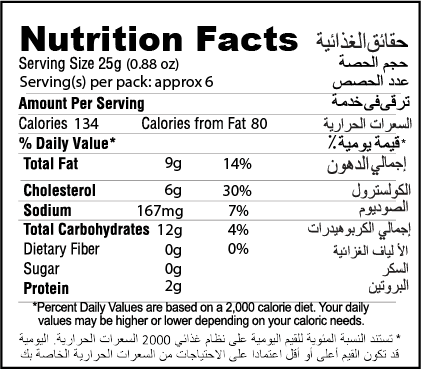 Nutrition Facts حقائق الغذائية
Serving Size 25g (0.88 oz) حجم الحصة
Serving(s) per pack: approx 6 عدد الحصص
Amount Per Serving ترقى فى خدمة
Calories 134 Calories from Fat 80 السعرات الحرارية
% Daily Value* *قيمة يومية ٪
Total Fat 9g 14% إجمالي الدهون
Cholesterol 6g 30% الكولسترول
Sodium 167mg 7% الصوديوم
Total Carbohydrates 12g 4% إجمالي الكربوهيدرات
Dietary Fiber 0g 0% الألياف الغزائية
Sugar 0g السكر
Protein 2g البروتين
*Percent Daily Values are based on a 2,000 calorie diet. Your daily
values may be higher or lower depending on your caloric needs.
* تستند النسبة المئوية للقيم اليومية على نظام غذائي 2000 السعرات الحرارية. اليومية
قد تكون القيم أعلى أو أقل اعتمادا على الاحتياجات من السعرات الحرارية الخاصة بك